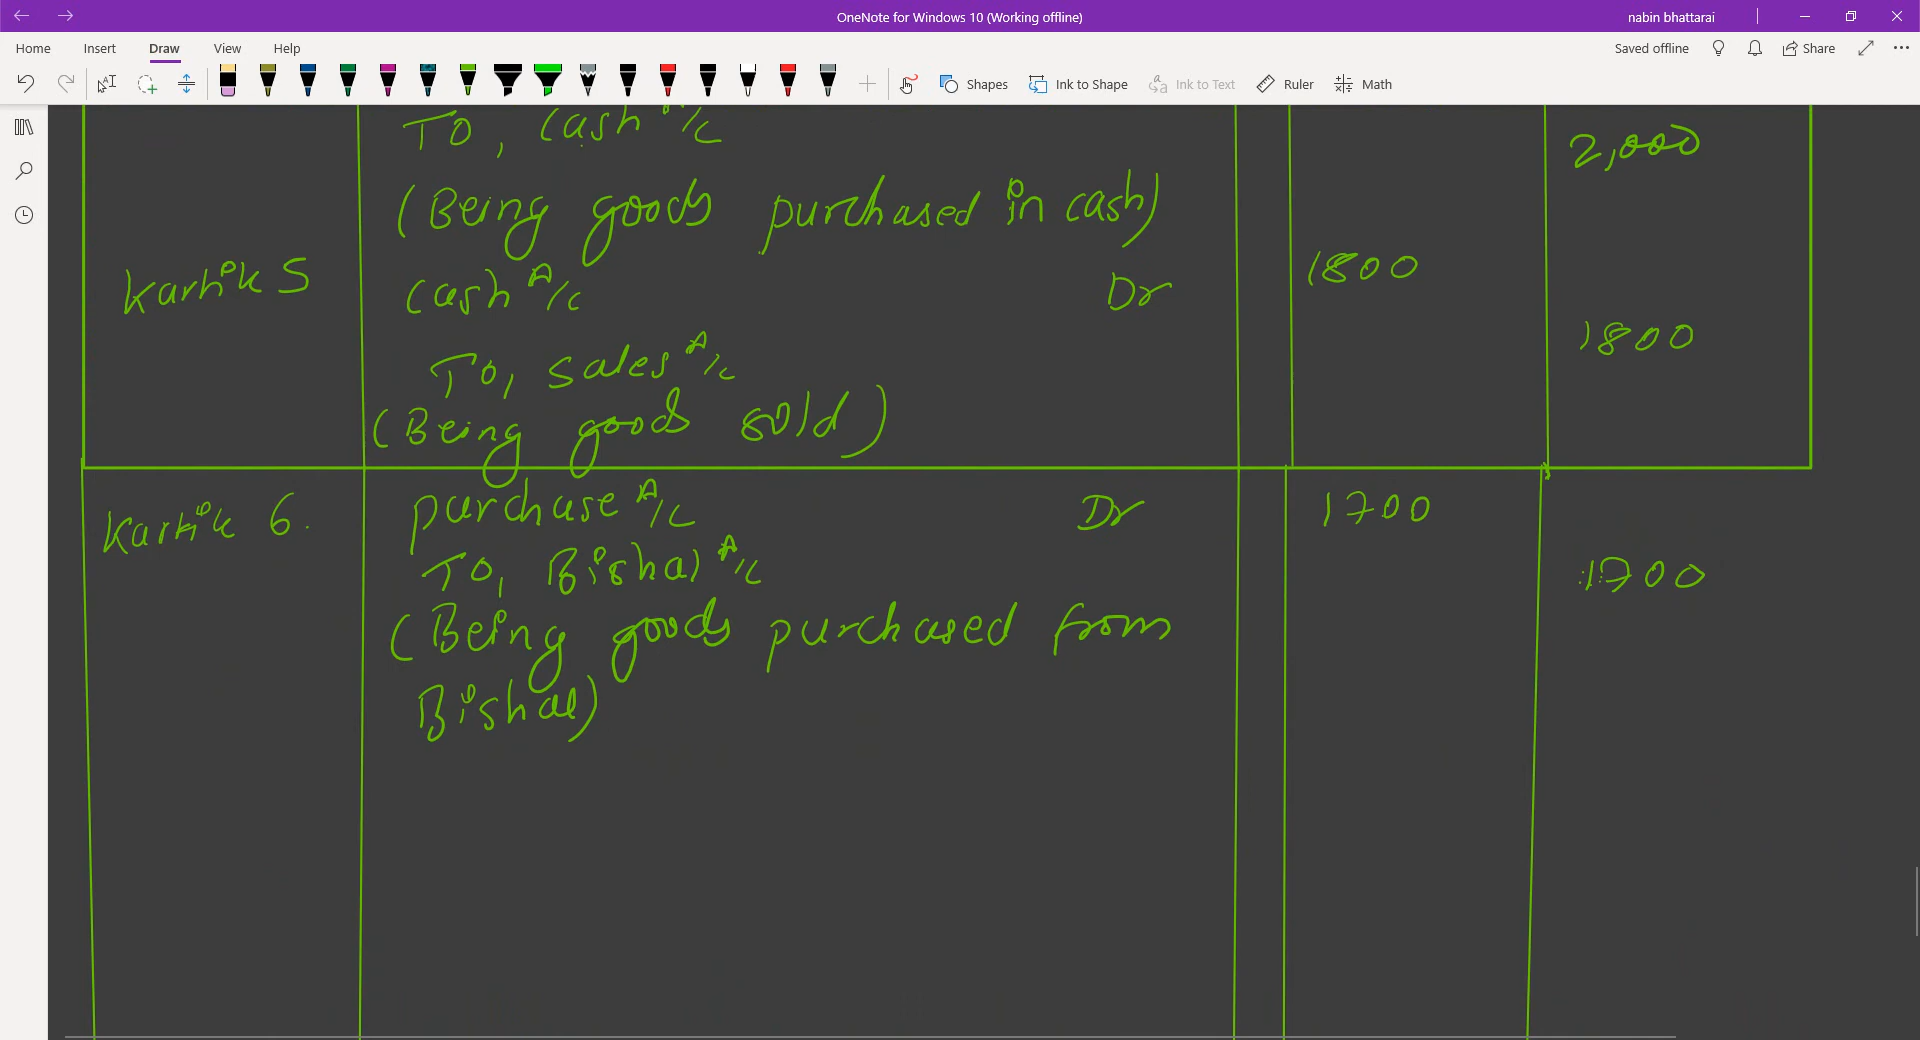 OneNote for Windows 10 (Working offline)
nabin bhattarai
Home Insert Draw View Help
Saved offline Share
Shapes Ink to Shape Ink to Text Ruler Math
To, cash A/c 2,000
(Being goods purchased in cash)
Kartik 5 Cash A/c Dr 1800
To, Sales A/c 1800
(Being goods sold)
Kartik 6. purchase A/c Dr 1700
To, Bishal A/c 1700
(Being goods purchased from
Bishal)